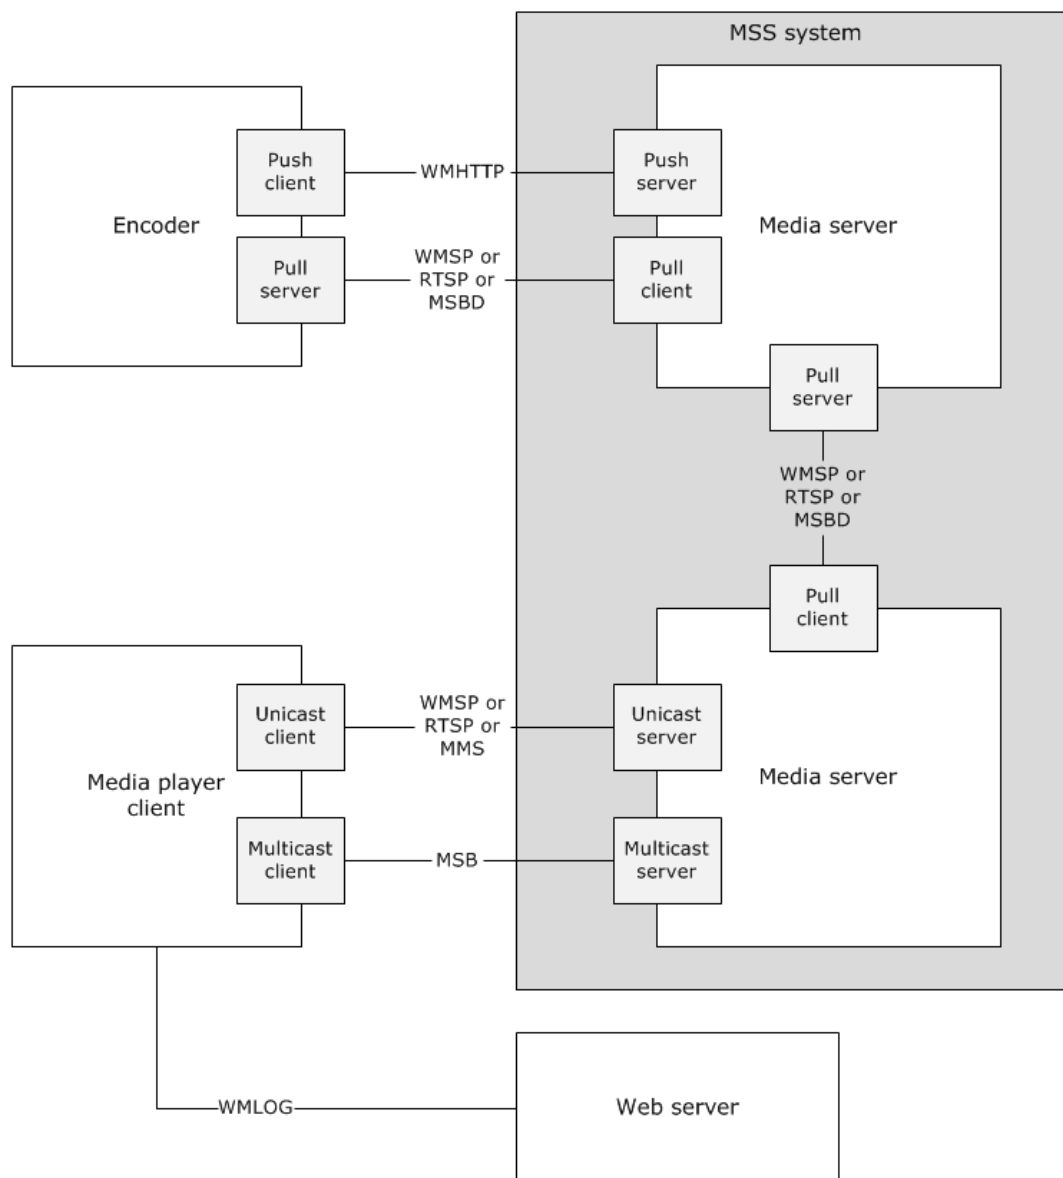 MSS system
Push
client
WMHTTP
Push
server
Encoder
Media server
Pull
server
WMSP or
RTSP or
MSBD
Pull
client
Pull
server
WMSP or
RTSP or
MSBD
Pull
client
Unicast
client
WMSP or
RTSP or
MMS
Unicast
server
Media player
client
Media server
Multicast
client
MSB
Multicast
server
WMLOG
Web server